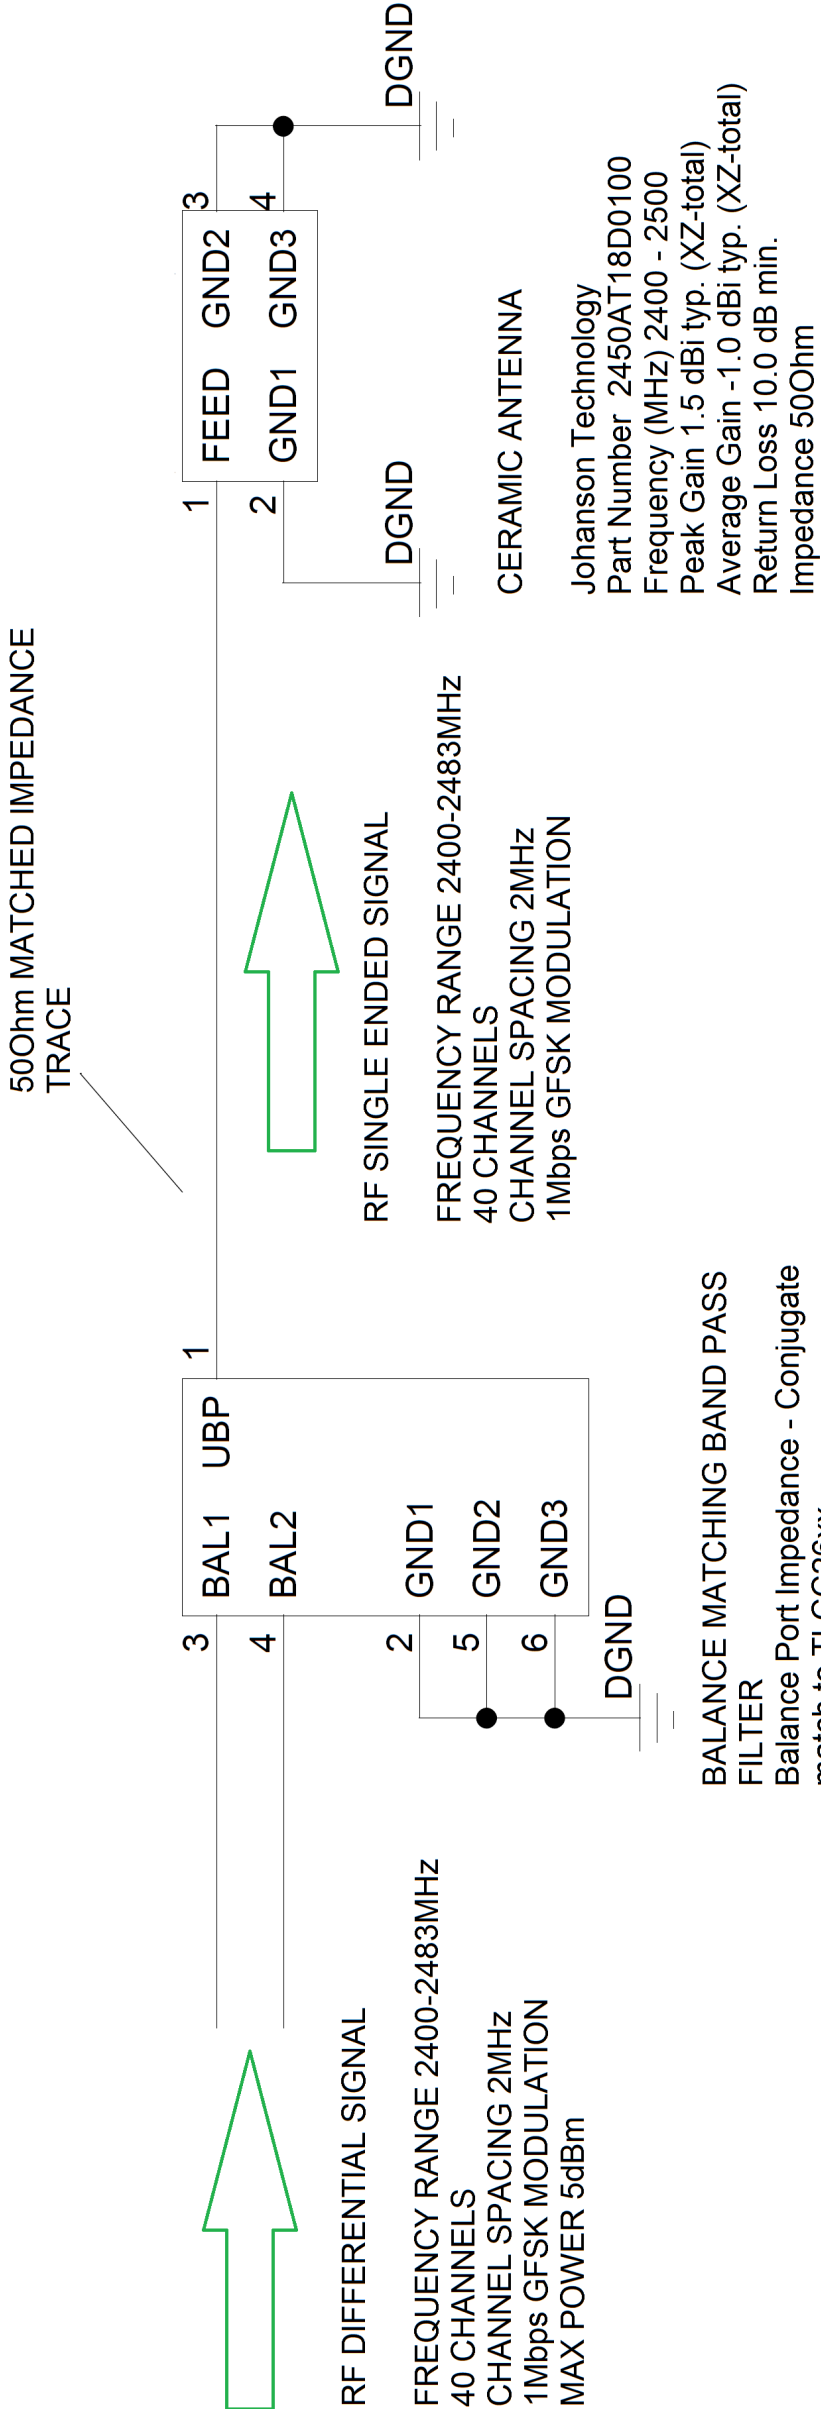 50Ohm MATCHED IMPEDANCE
TRACE
3
BAL1
UBP
1
4
BAL2
2
GND1
5
GND2
6
GND3
DGND
1
FEED
GND2
3
2
GND1
GND3
4
DGND
DGND
RF DIFFERENTIAL SIGNAL
FREQUENCY RANGE 2400-2483MHz
40 CHANNELS
CHANNEL SPACING 2MHz
1Mbps GFSK MODULATION
MAX POWER 5dBm
RF SINGLE ENDED SIGNAL
FREQUENCY RANGE 2400-2483MHz
40 CHANNELS
CHANNEL SPACING 2MHz
1Mbps GFSK MODULATION
CERAMIC ANTENNA
Johanson Technology
Part Number 2450AT18D0100
Frequency (MHz) 2400 - 2500
Peak Gain 1.5 dBi typ. (XZ-total)
Average Gain -1.0 dBi typ. (XZ-total)
Return Loss 10.0 dB min.
Impedance 50Ohm
BALANCE MATCHING BAND PASS
FILTER
Balance Port Impedance - Conjugate